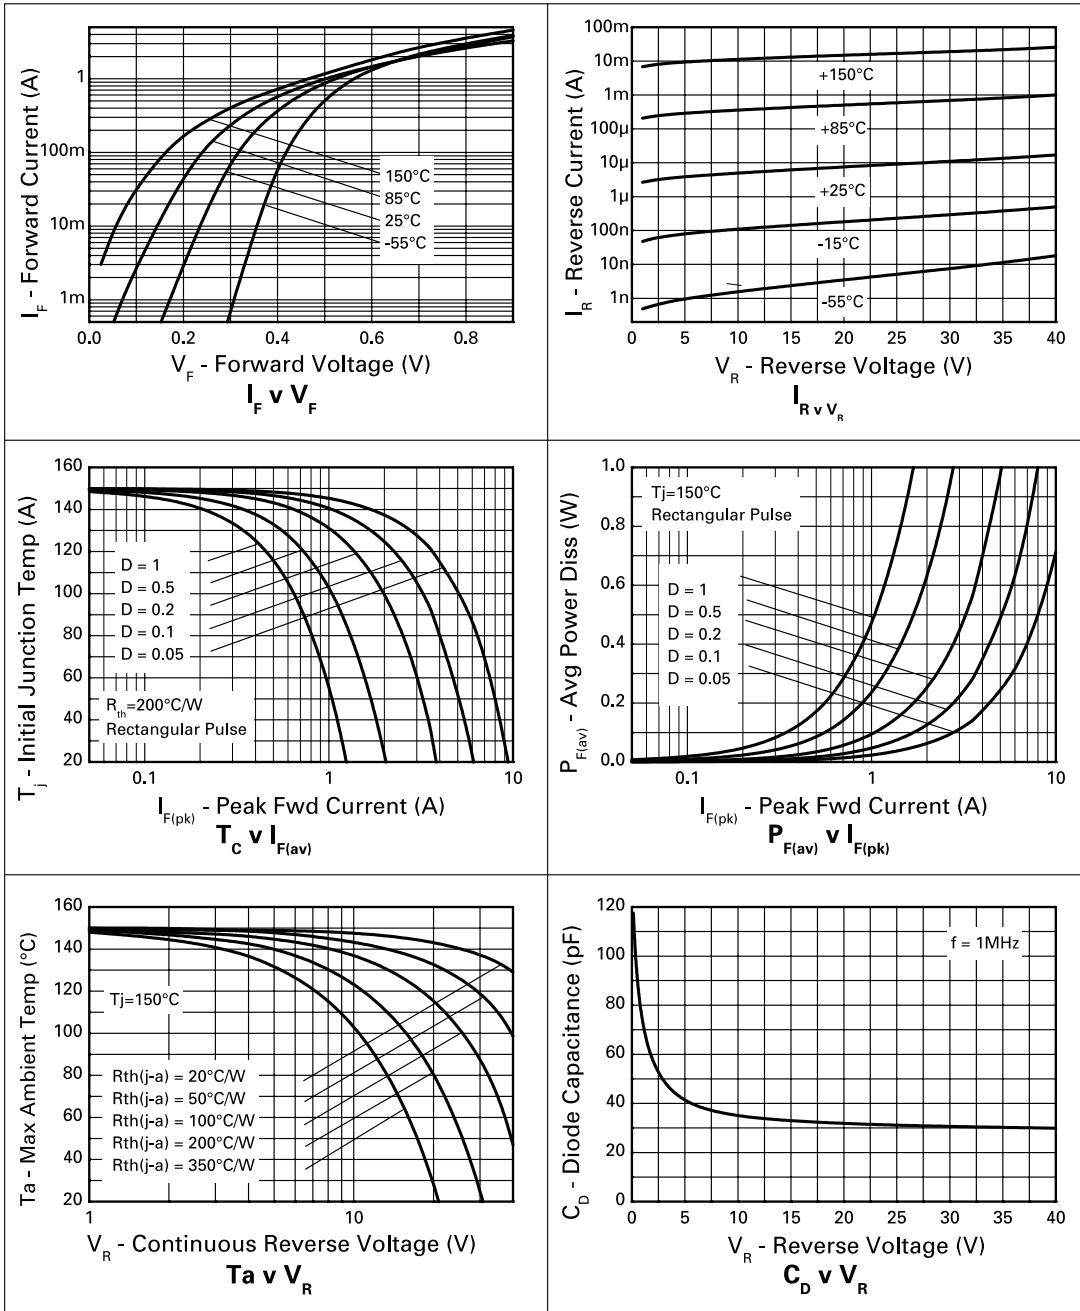 I_F - Forward Current (A)
1
100m
10m
1m
150°C
85°C
25°C
-55°C
0.0 0.2 0.4 0.6 0.8
V_F - Forward Voltage (V)
I_F v V_F
I_R - Reverse Current (A)
100m
10m
1m
100µ
10µ
1µ
100n
10n
1n
+150°C
+85°C
+25°C
-15°C
-55°C
0 5 10 15 20 25 30 35 40
V_R - Reverse Voltage (V)
I_R v V_R
T_j - Initial Junction Temp (A)
160
140
120
100
80
60
40
20
D = 1
D = 0.5
D = 0.2
D = 0.1
D = 0.05
R_th=200°C/W
Rectangular Pulse
0.1 1 10
I_F(pk) - Peak Fwd Current (A)
T_C v I_F(av)
P_F(av) - Avg Power Diss (W)
1.0
0.8
0.6
0.4
0.2
0.0
Tj=150°C
Rectangular Pulse
D = 1
D = 0.5
D = 0.2
D = 0.1
D = 0.05
0.1 1 10
I_F(pk) - Peak Fwd Current (A)
P_F(av) v I_F(pk)
Ta - Max Ambient Temp (°C)
160
140
120
100
80
60
40
20
Tj=150°C
Rth(j-a) = 20°C/W
Rth(j-a) = 50°C/W
Rth(j-a) = 100°C/W
Rth(j-a) = 200°C/W
Rth(j-a) = 350°C/W
1 10
V_R - Continuous Reverse Voltage (V)
Ta v V_R
C_D - Diode Capacitance (pF)
120
100
80
60
40
20
0
f = 1MHz
0 5 10 15 20 25 30 35 40
V_R - Reverse Voltage (V)
C_D v V_R